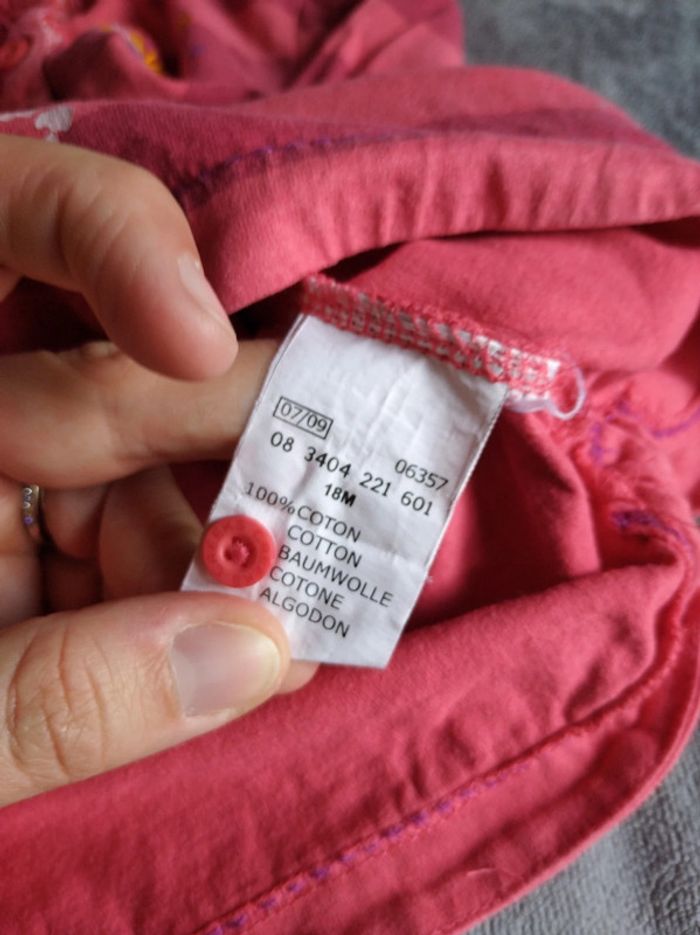 07/09
06357
08 3404 221 601
18M
100%COTON
COTTON
BAUMWOLLE
COTONE
ALGODON